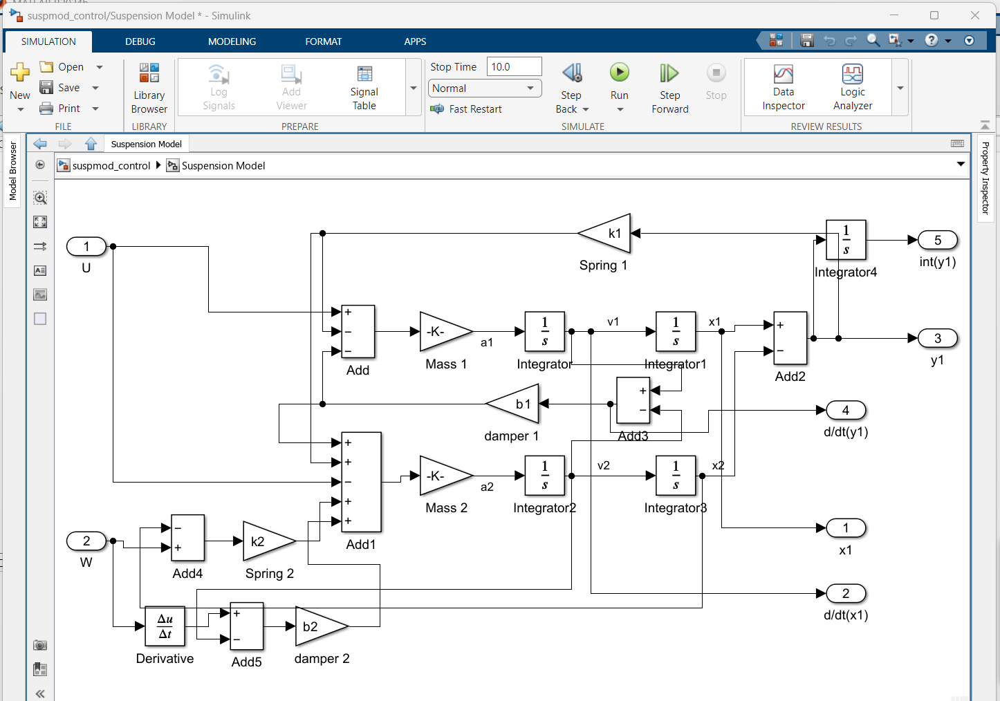 suspmod_control/Suspension Model * - Simulink
SIMULATION DEBUG MODELING FORMAT APPS
New
Open
Save
Print
FILE
Library
Browser
LIBRARY
Log
Signals
Add
Viewer
Signal
Table
PREPARE
Stop Time 10.0
Normal
Fast Restart
Step
Back
Run
Step
Forward
Stop
SIMULATE
Data
Inspector
Logic
Analyzer
REVIEW RESULTS
Model Browser
Property Inspector
Suspension Model
suspmod_control Suspension Model
k1
Spring 1
1
s
Integrator4
5
int(y1)
1
U
+
−
−
Add
-K-
Mass 1
a1
1
s
Integrator
v1
1
s
Integrator1
x1
+
−
Add2
3
y1
b1
damper 1
+
−
Add3
4
d/dt(y1)
+
+
−
+
+
Add1
-K-
Mass 2
a2
1
s
Integrator2
v2
1
s
Integrator3
x2
2
W
−
+
Add4
k2
Spring 2
1
x1
2
d/dt(x1)
Δu
Δt
Derivative
+
−
Add5
b2
damper 2